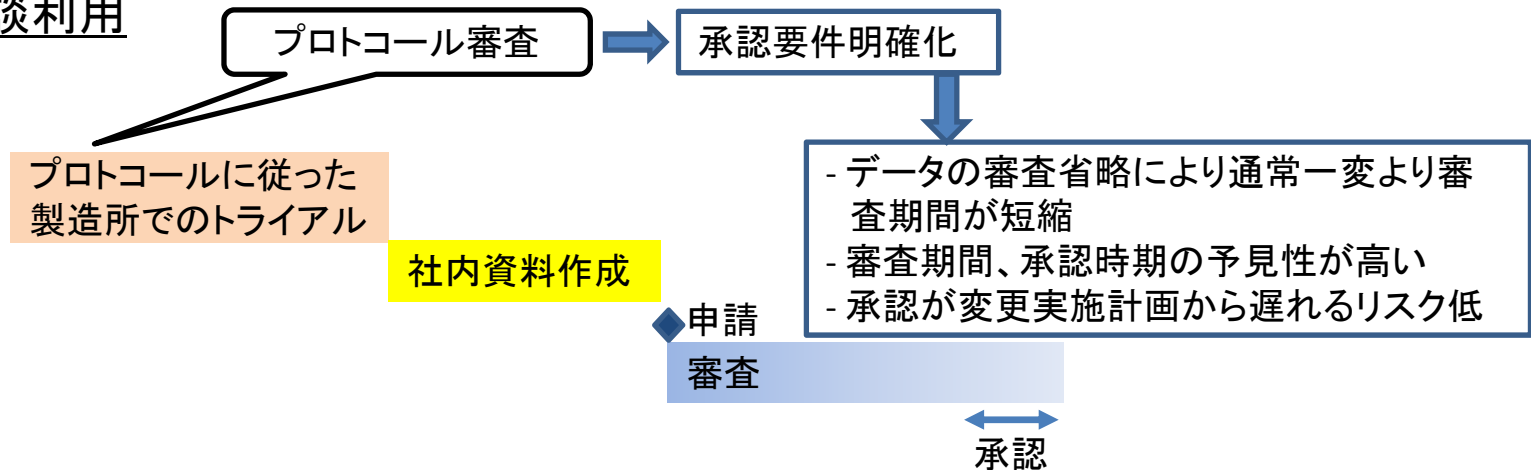 談利用
プロトコール審査
承認要件明確化
プロトコールに従った
製造所でのトライアル
- データの審査省略により通常一変より審
査期間が短縮
- 審査期間、承認時期の予見性が高い
- 承認が変更実施計画から遅れるリスク低
社内資料作成
申請
審査
承認